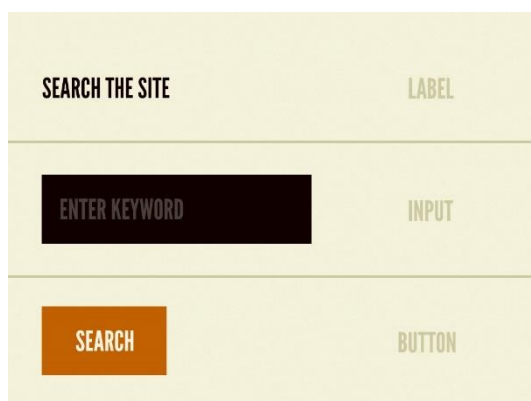 SEARCH THE SITE
LABEL
ENTER KEYWORD
INPUT
SEARCH
BUTTON